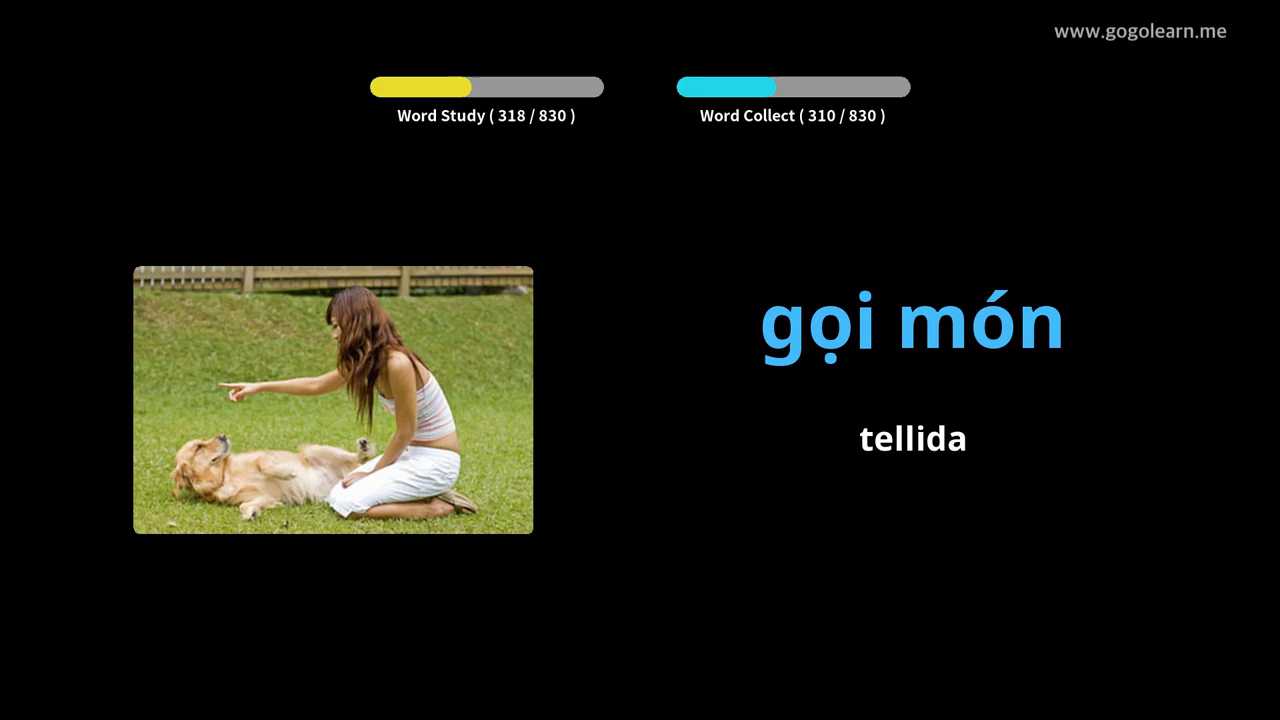 www.gogolearn.me
Word Study ( 318 / 830 )
Word Collect ( 310 / 830 )
gọi món
tellida